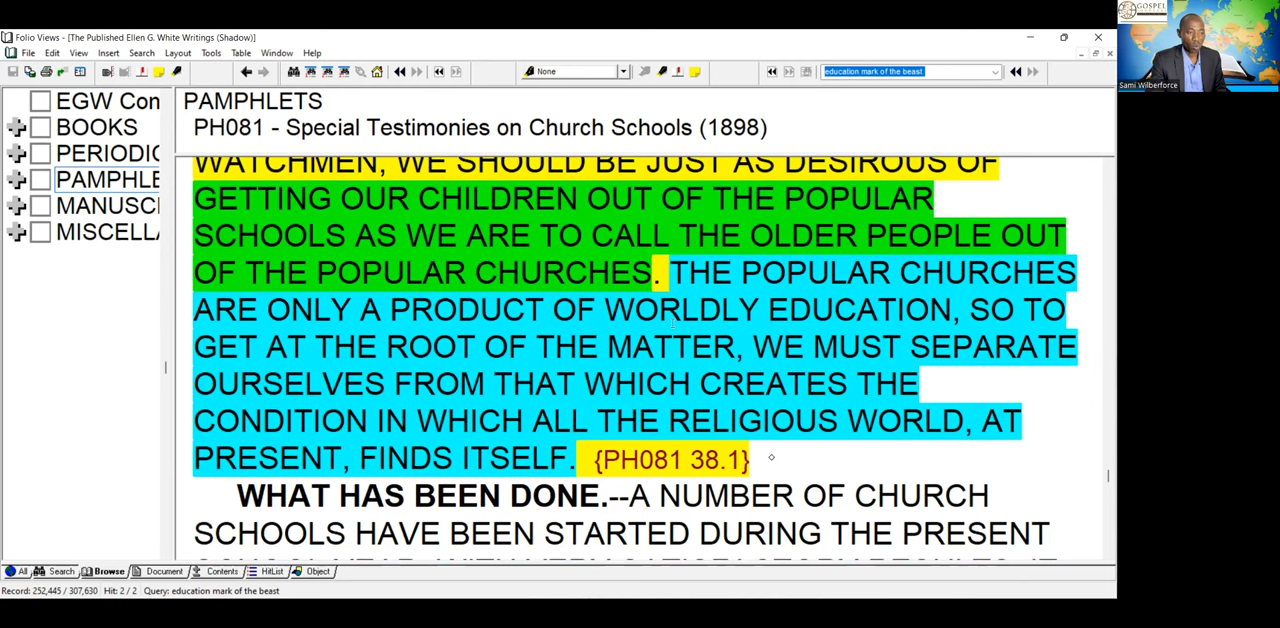 Folio Views - [The Published Ellen G. White Writings (Shadow)]
File Edit View Insert Search Layout Tools Table Window Help
None
education mark of the beast
GOSPEL
Sami Wilberforce
EGW Com
BOOKS
PERIODIC
PAMPHLE
MANUSCI
MISCELLA
PAMPHLETS
PH081 - Special Testimonies on Church Schools (1898)
WATCHMEN, WE SHOULD BE JUST AS DESIROUS OF
GETTING OUR CHILDREN OUT OF THE POPULAR
SCHOOLS AS WE ARE TO CALL THE OLDER PEOPLE OUT
OF THE POPULAR CHURCHES. THE POPULAR CHURCHES
ARE ONLY A PRODUCT OF WORLDLY EDUCATION, SO TO
GET AT THE ROOT OF THE MATTER, WE MUST SEPARATE
OURSELVES FROM THAT WHICH CREATES THE
CONDITION IN WHICH ALL THE RELIGIOUS WORLD, AT
PRESENT, FINDS ITSELF. {PH081 38.1}
WHAT HAS BEEN DONE.--A NUMBER OF CHURCH
SCHOOLS HAVE BEEN STARTED DURING THE PRESENT
All Search Browse Document Contents HitList Object
Record: 252,445 / 307,630 Hit: 2 / 2 Query: education mark of the beast